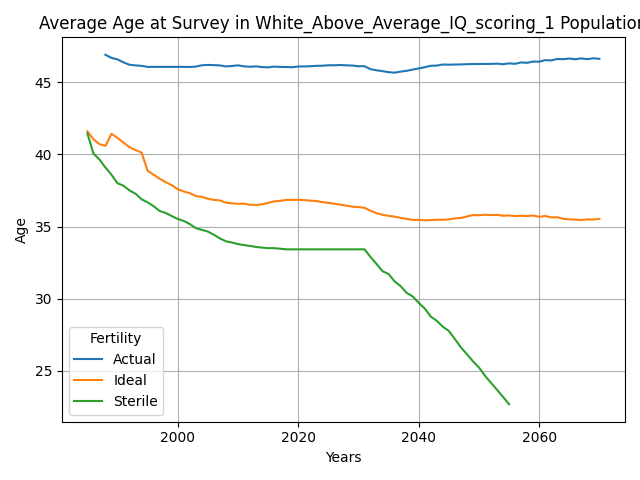 Average Age at Survey in White_Above_Average_IQ_scoring_1 Population
Age
45
40
35
30
25
Fertility
Actual
Ideal
Sterile
2000 2020 2040 2060
Years